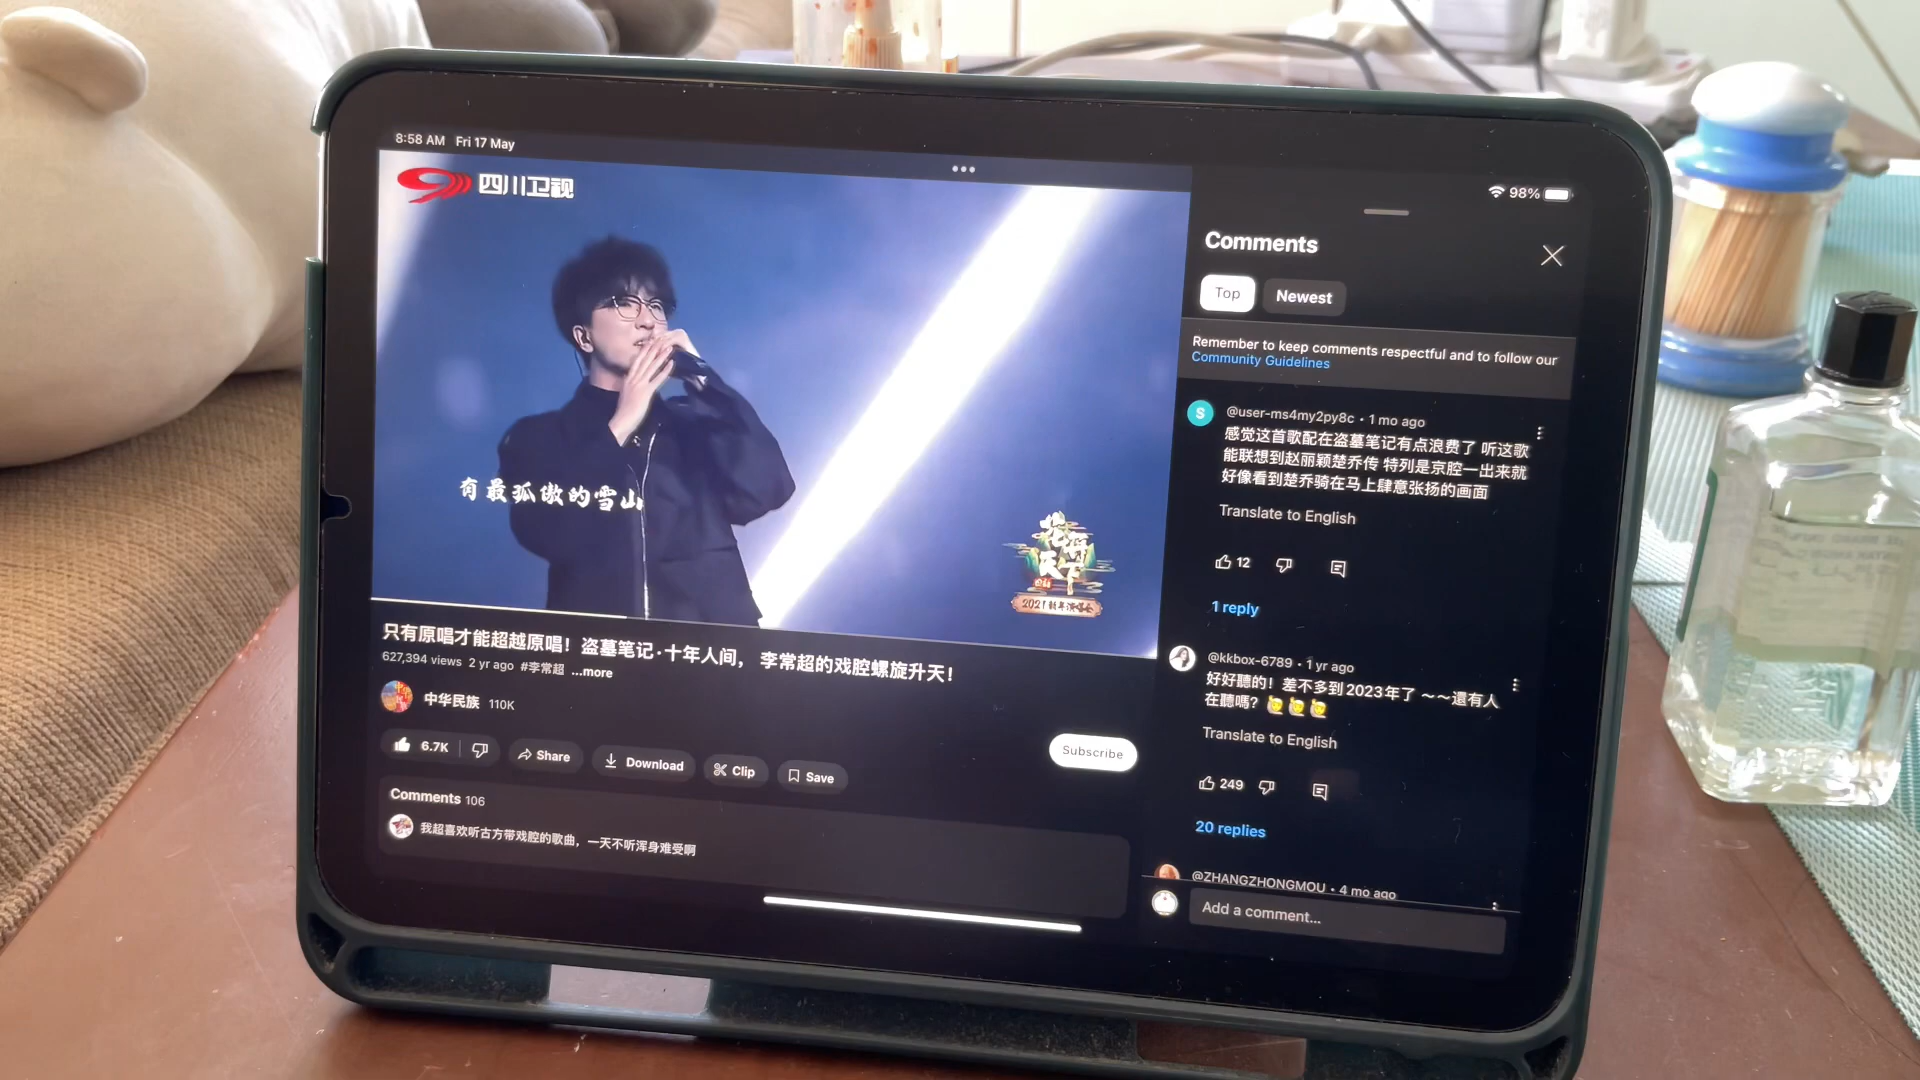 8:58 AM Fri 17 May
98%
四川卫视
有最孤傲的雪山
花开天下
2021新年演唱会
只有原唱才能超越原唱！盗墓笔记·十年人间， 李常超的戏腔螺旋升天！
627,394 views 2 yr ago #李常超 ...more
中华民族 110K
Subscribe
6.7K
Share
Download
Clip
Save
Comments 106
我超喜欢听古方带戏腔的歌曲，一天不听浑身难受啊
Comments
Top
Newest
Remember to keep comments respectful and to follow our
Community Guidelines
S
@user-ms4my2py8c • 1 mo ago
感觉这首歌配在盗墓笔记有点浪费了 听这歌
能联想到赵丽颖楚乔传 特列是京腔一出来就
好像看到楚乔骑在马上肆意张扬的画面
Translate to English
12
1 reply
@kkbox-6789 • 1 yr ago
好好聽的！差不多到2023年了 ～～還有人
在聽嗎？🙋🙋🙋
Translate to English
249
20 replies
@ZHANGZHONGMOU • 4 mo ago
Add a comment...